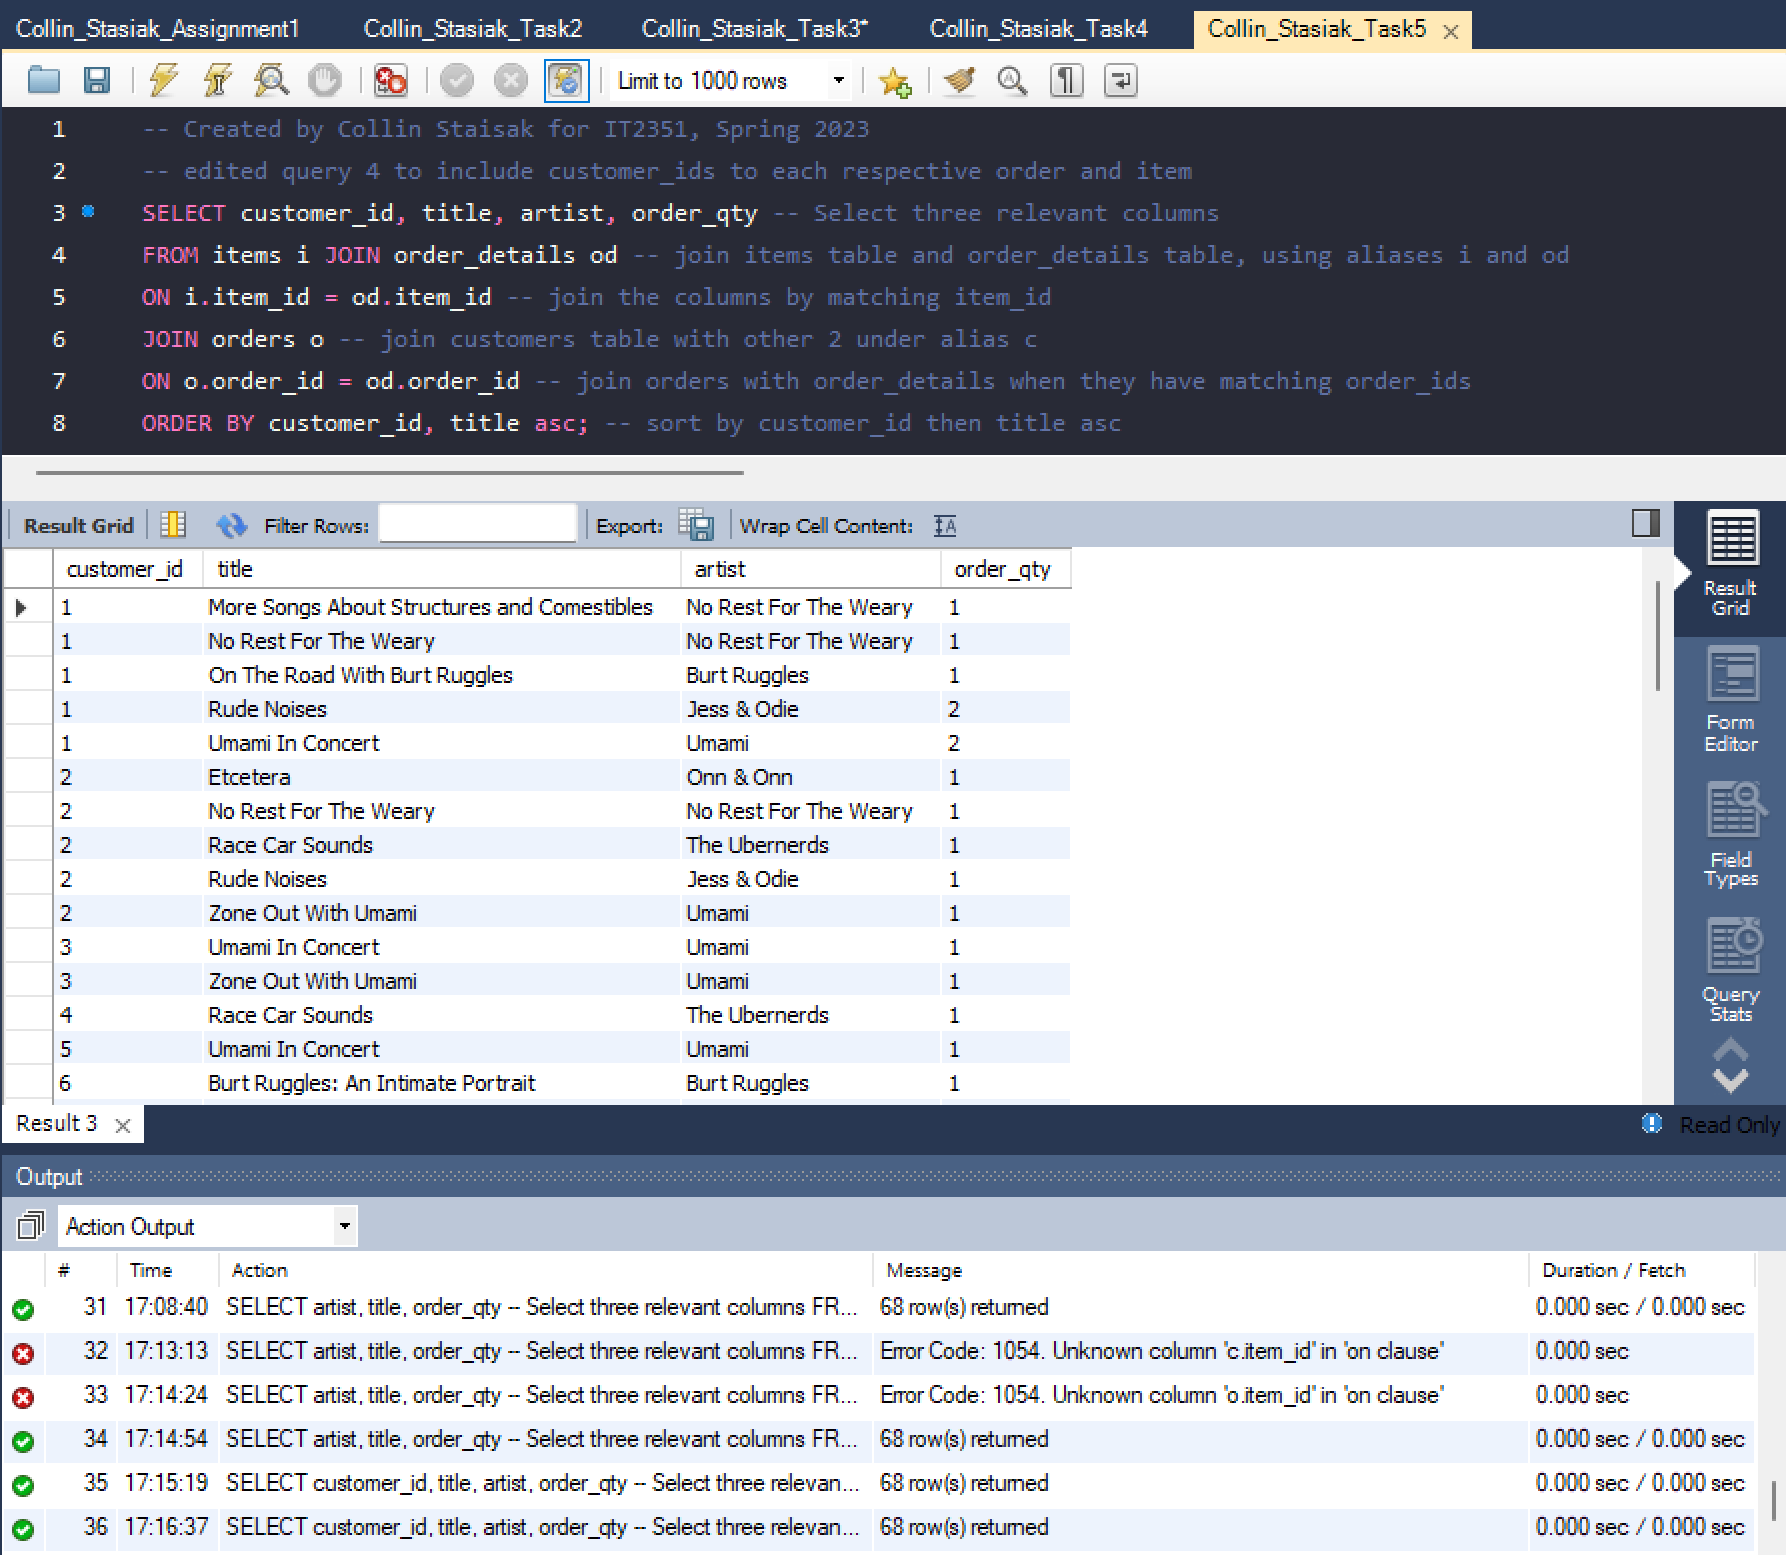 Collin_Stasiak_Assignment1 Collin_Stasiak_Task2 Collin_Stasiak_Task3* Collin_Stasiak_Task4 Collin_Stasiak_Task5
Limit to 1000 rows
1 -- Created by Collin Staisak for IT2351, Spring 2023
2 -- edited query 4 to include customer_ids to each respective order and item
3 SELECT customer_id, title, artist, order_qty -- Select three relevant columns
4 FROM items i JOIN order_details od -- join items table and order_details table, using aliases i and od
5 ON i.item_id = od.item_id -- join the columns by matching item_id
6 JOIN orders o -- join customers table with other 2 under alias c
7 ON o.order_id = od.order_id -- join orders with order_details when they have matching order_ids
8 ORDER BY customer_id, title asc; -- sort by customer_id then title asc
Result Grid Filter Rows: Export: Wrap Cell Content:
customer_id title artist order_qty
1 More Songs About Structures and Comestibles No Rest For The Weary 1
1 No Rest For The Weary No Rest For The Weary 1
1 On The Road With Burt Ruggles Burt Ruggles 1
1 Rude Noises Jess & Odie 2
1 Umami In Concert Umami 2
2 Etcetera Onn & Onn 1
2 No Rest For The Weary No Rest For The Weary 1
2 Race Car Sounds The Ubernerds 1
2 Rude Noises Jess & Odie 1
2 Zone Out With Umami Umami 1
3 Umami In Concert Umami 1
3 Zone Out With Umami Umami 1
4 Race Car Sounds The Ubernerds 1
5 Umami In Concert Umami 1
6 Burt Ruggles: An Intimate Portrait Burt Ruggles 1
Result
Grid
Form
Editor
Field
Types
Query
Stats
Result 3 Read Only
Output
Action Output
# Time Action Message Duration / Fetch
31 17:08:40 SELECT artist, title, order_qty -- Select three relevant columns FR... 68 row(s) returned 0.000 sec / 0.000 sec
32 17:13:13 SELECT artist, title, order_qty -- Select three relevant columns FR... Error Code: 1054. Unknown column 'c.item_id' in 'on clause' 0.000 sec
33 17:14:24 SELECT artist, title, order_qty -- Select three relevant columns FR... Error Code: 1054. Unknown column 'o.item_id' in 'on clause' 0.000 sec
34 17:14:54 SELECT artist, title, order_qty -- Select three relevant columns FR... 68 row(s) returned 0.000 sec / 0.000 sec
35 17:15:19 SELECT customer_id, title, artist, order_qty -- Select three relevan... 68 row(s) returned 0.000 sec / 0.000 sec
36 17:16:37 SELECT customer_id, title, artist, order_qty -- Select three relevan... 68 row(s) returned 0.000 sec / 0.000 sec